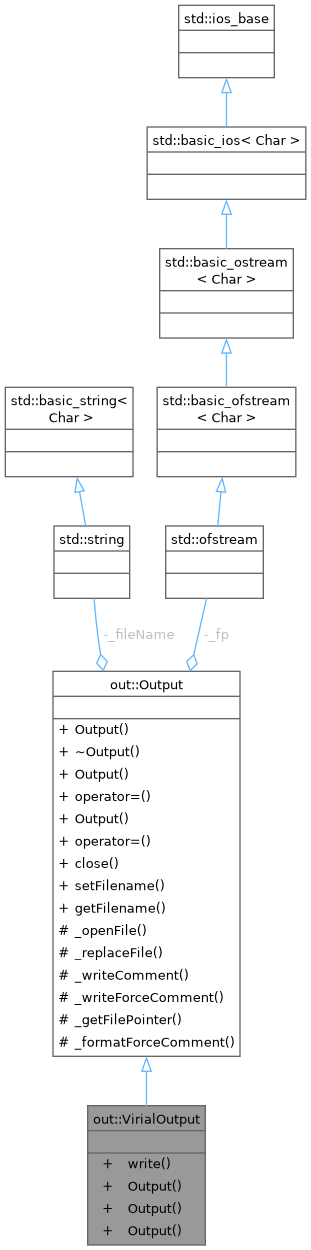 std::ios_base
std::basic_ios< Char >
std::basic_ostream
< Char >
std::basic_string<
Char >
std::basic_ofstream
< Char >
std::string
std::ofstream
-_fileName
-_fp
out::Output
+ Output()
+ ~Output()
+ Output()
+ operator=()
+ Output()
+ operator=()
+ close()
+ setFilename()
+ getFilename()
# _openFile()
# _replaceFile()
# _writeComment()
# _writeForceComment()
# _getFilePointer()
# _formatForceComment()
out::VirialOutput
+ write()
+ Output()
+ Output()
+ Output()